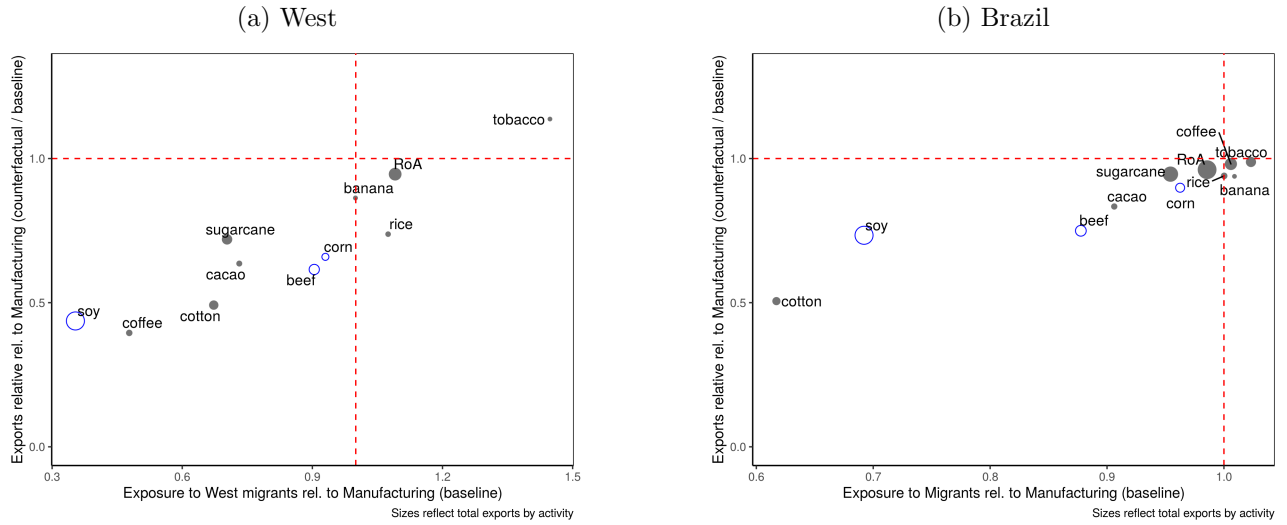 (a) West
Exports relative rel. to Manufacturing (counterfactual / baseline)
1.0
0.5
0.0
tobacco
RoA
banana
rice
sugarcane
corn
cacao
beef
soy
cotton
coffee
0.3 0.6 0.9 1.2 1.5
Exposure to West migrants rel. to Manufacturing (baseline)
Sizes reflect total exports by activity
(b) Brazil
Exports relative rel. to Manufacturing (counterfactual / baseline)
1.0
0.5
0.0
coffee
tobacco
RoA
sugarcane
rice
banana
cacao
corn
beef
soy
cotton
0.6 0.7 0.8 0.9 1.0
Exposure to Migrants rel. to Manufacturing (baseline)
Sizes reflect total exports by activity